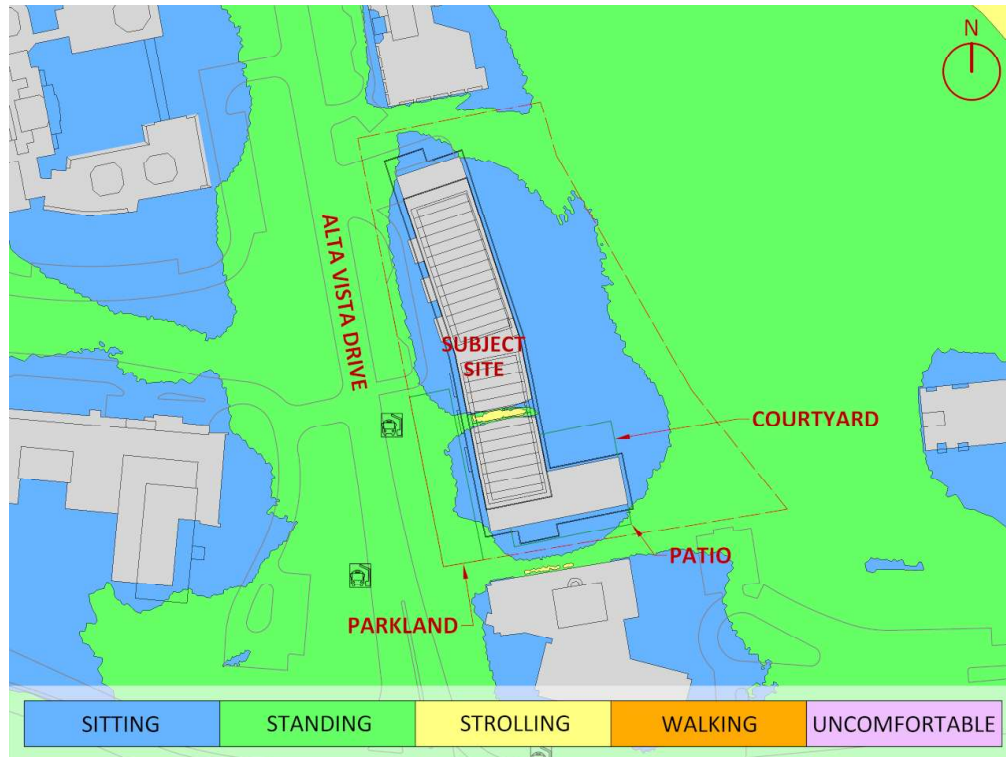 N
ALTA VISTA DRIVE
SUBJECT
SITE
COURTYARD
PATIO
PARKLAND
SITTING
STANDING
STROLLING
WALKING
UNCOMFORTABLE